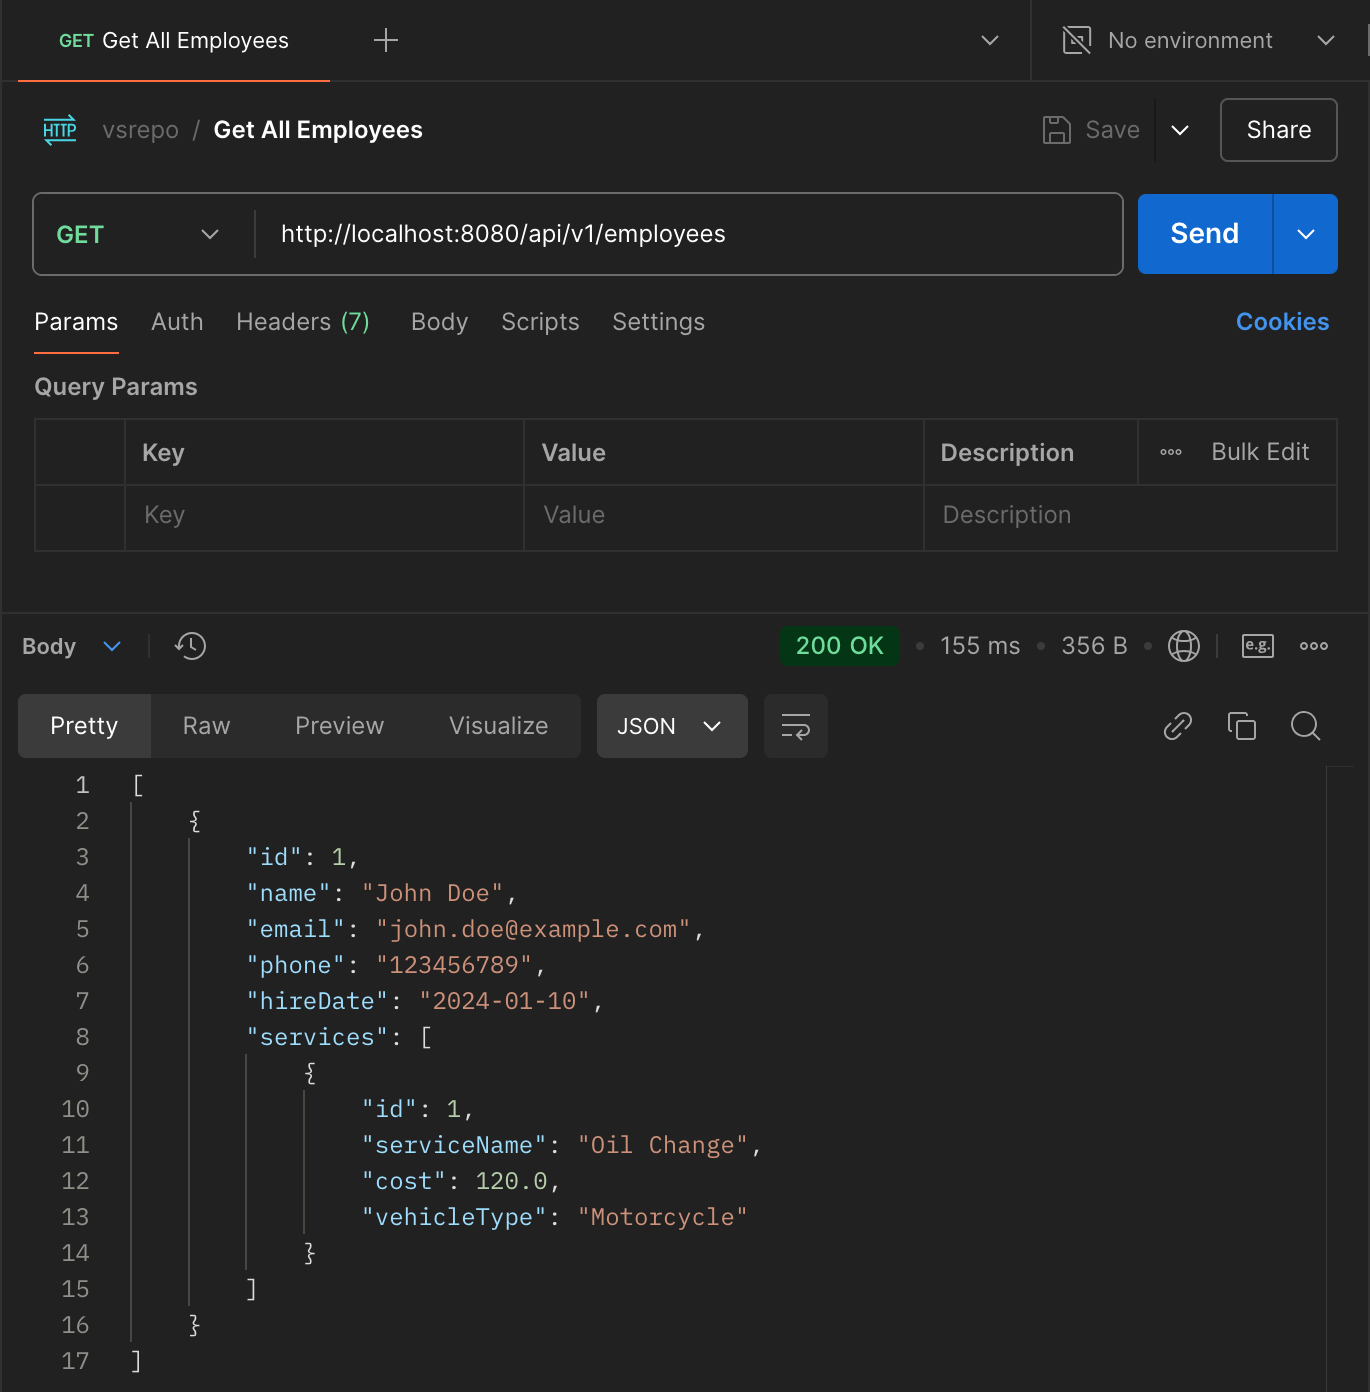 GET Get All Employees
No environment
HTTP vsrepo / Get All Employees
Save
Share
GET
http://localhost:8080/api/v1/employees
Send
Params Auth Headers (7) Body Scripts Settings
Cookies
Query Params
Key Value Description Bulk Edit
Key Value Description
Body
200 OK • 155 ms • 356 B
e.g.
Pretty Raw Preview Visualize JSON
1 [
2 {
3 "id": 1,
4 "name": "John Doe",
5 "email": "john.doe@example.com",
6 "phone": "123456789",
7 "hireDate": "2024-01-10",
8 "services": [
9 {
10 "id": 1,
11 "serviceName": "Oil Change",
12 "cost": 120.0,
13 "vehicleType": "Motorcycle"
14 }
15 ]
16 }
17 ]